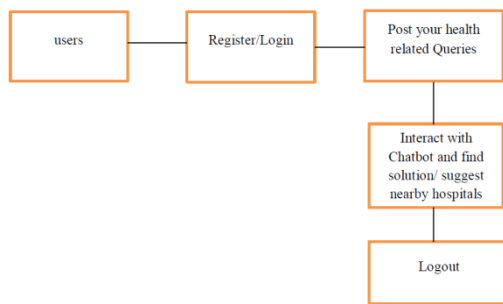 users
Register/Login
Post your health
related Queries
Interact with
Chatbot and find
solution/ suggest
nearby hospitals
Logout